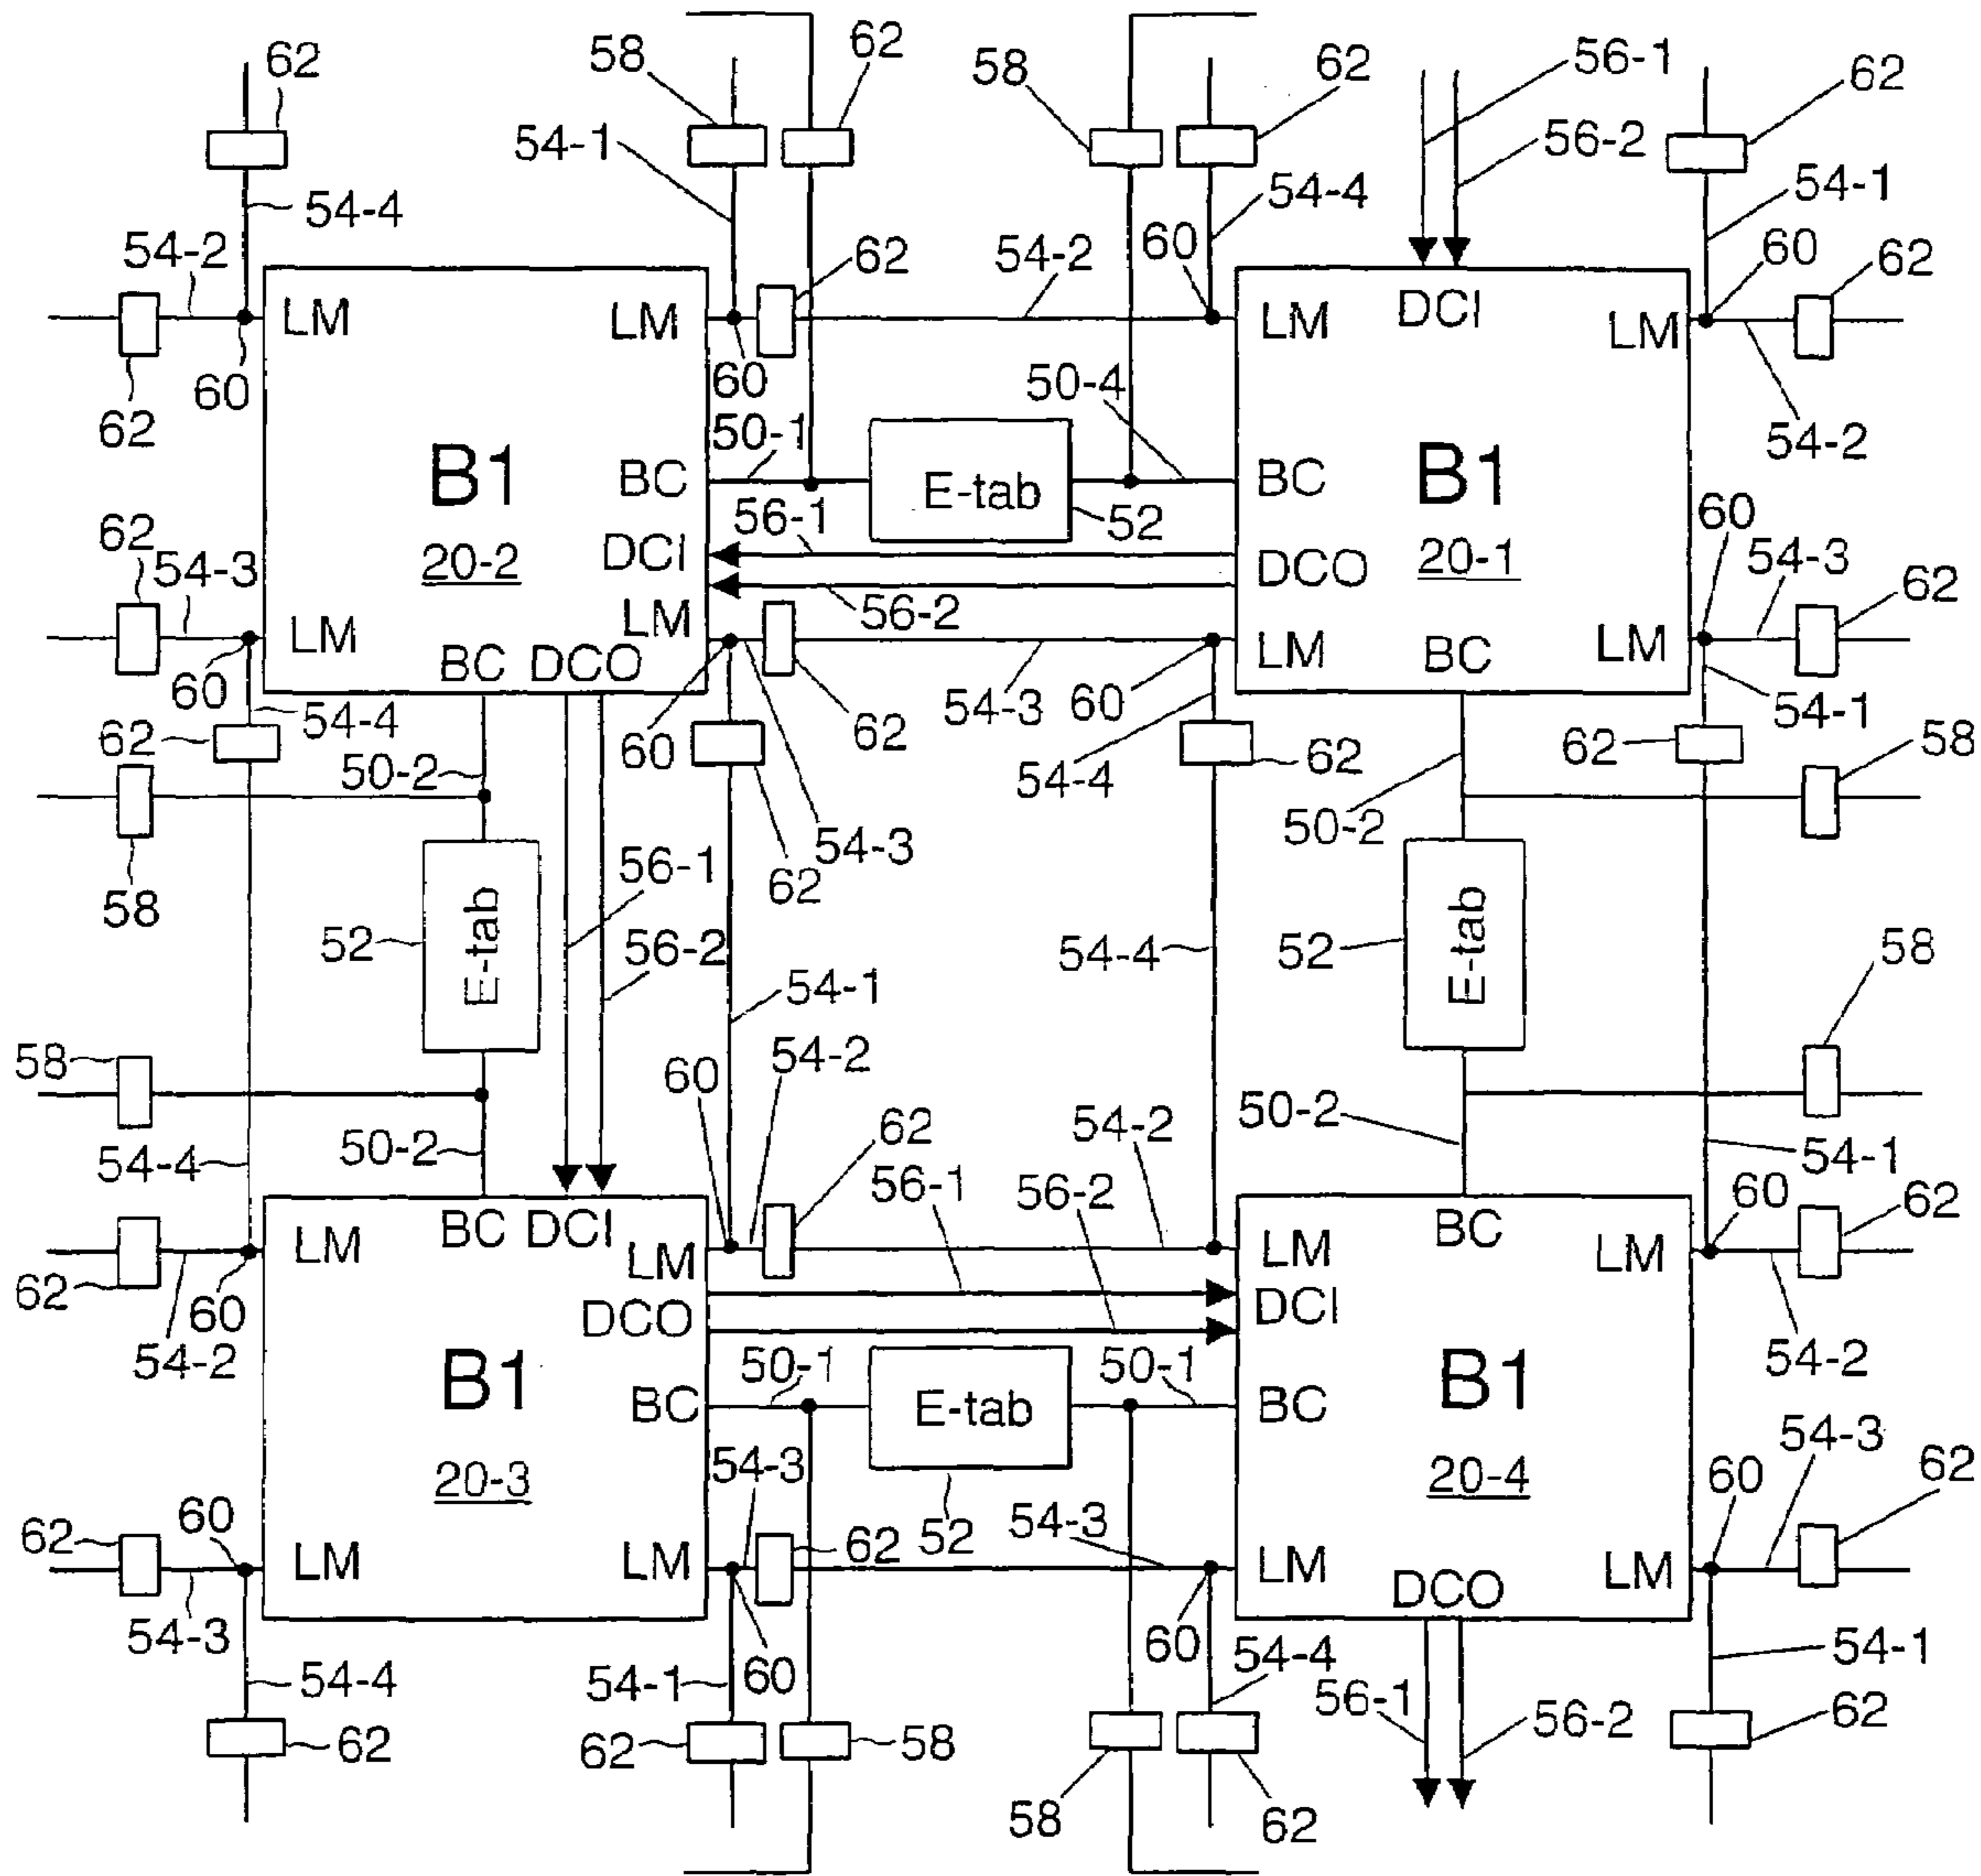 62 58 62 58 62 56-1 62
54-1 56-2
54-4 54-4 54-1
54-2 62 54-2 60 60 62
LM LM LM DCI LM
62 60 60 50-4 54-2
50-1
B1 BC E-tab BC B1 60
62 56-1 52
54-3 20-2 DCI DCO 20-1 54-3 62
LM 56-2
LM BC DCO LM BC LM
60 54-4 54-3 60 54-1
62 60 62 54-4 62 62 58
50-2 50-2
54-3
58 56-1 62
52 E-tab 56-2 54-4 52 E-tab 58
54-1
58 60 54-2
50-2 62 54-2 50-2
54-4 56-1 56-2 54-1
60 62
LM BC DCI LM LM BC LM
62 60 DCO DCI
54-2 50-1 50-1 54-2
B1 BC E-tab BC B1
54-3 54-3
20-3 20-4 60 62
62 60 52 54-3
LM LM 62 LM DCO LM
54-3 60 60 54-4 54-1
54-4 54-1 56-1 56-2
62 62 58 62
58 62